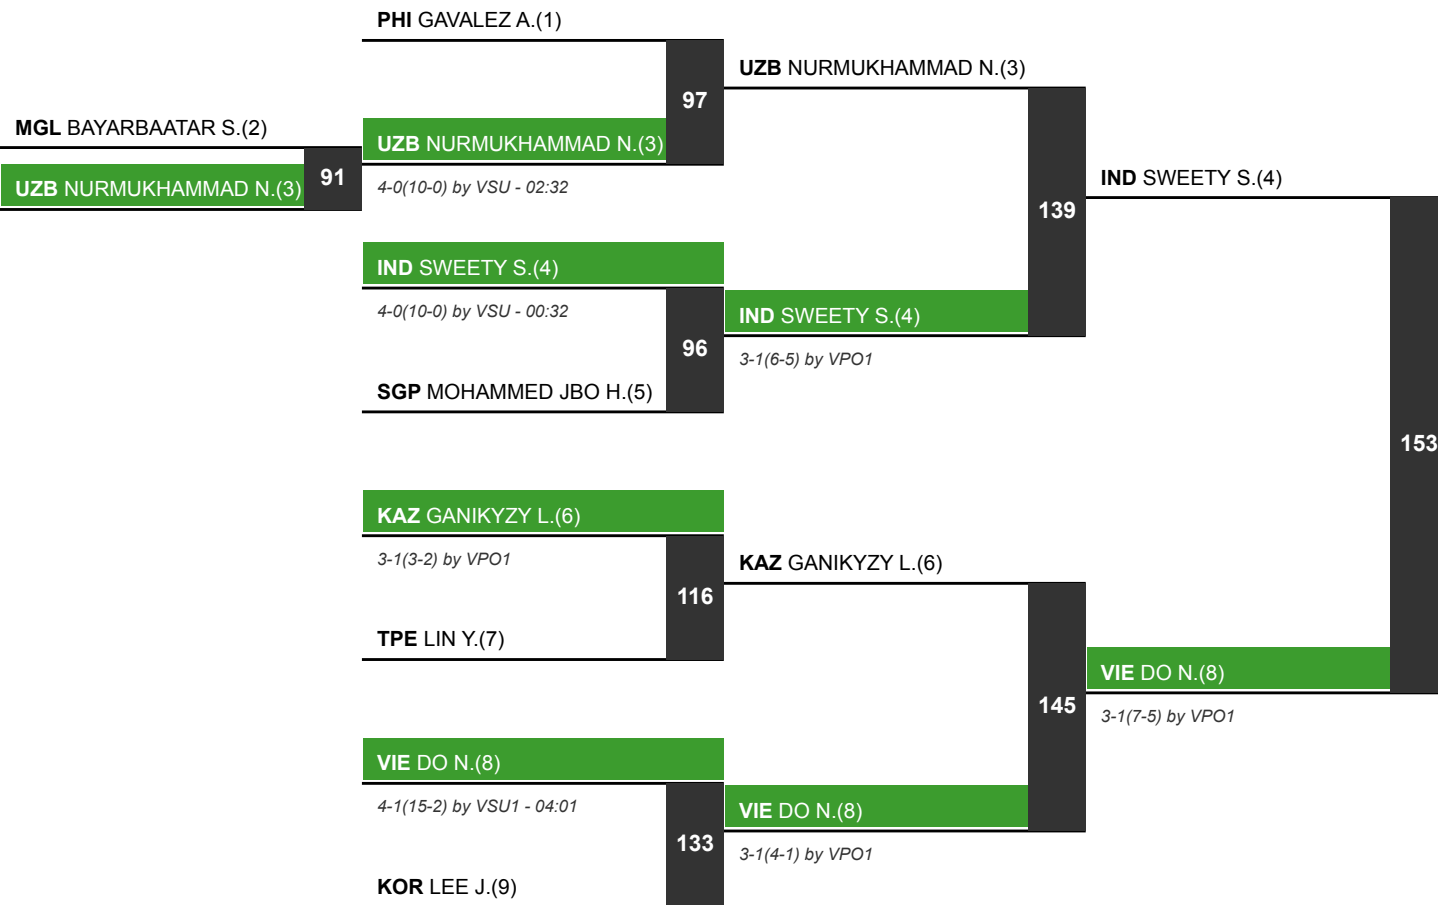 PHI GAVALEZ A.(1)
97
UZB NURMUKHAMMAD N.(3)
MGL BAYARBAATAR S.(2)
91
UZB NURMUKHAMMAD N.(3)
UZB NURMUKHAMMAD N.(3)
4-0(10-0) by VSU - 02:32
IND SWEETY S.(4)
139
IND SWEETY S.(4)
4-0(10-0) by VSU - 00:32
96
IND SWEETY S.(4)
3-1(6-5) by VPO1
SGP MOHAMMED JBO H.(5)
153
KAZ GANIKYZY L.(6)
3-1(3-2) by VPO1
116
KAZ GANIKYZY L.(6)
TPE LIN Y.(7)
145
VIE DO N.(8)
3-1(7-5) by VPO1
VIE DO N.(8)
4-1(15-2) by VSU1 - 04:01
133
VIE DO N.(8)
3-1(4-1) by VPO1
KOR LEE J.(9)